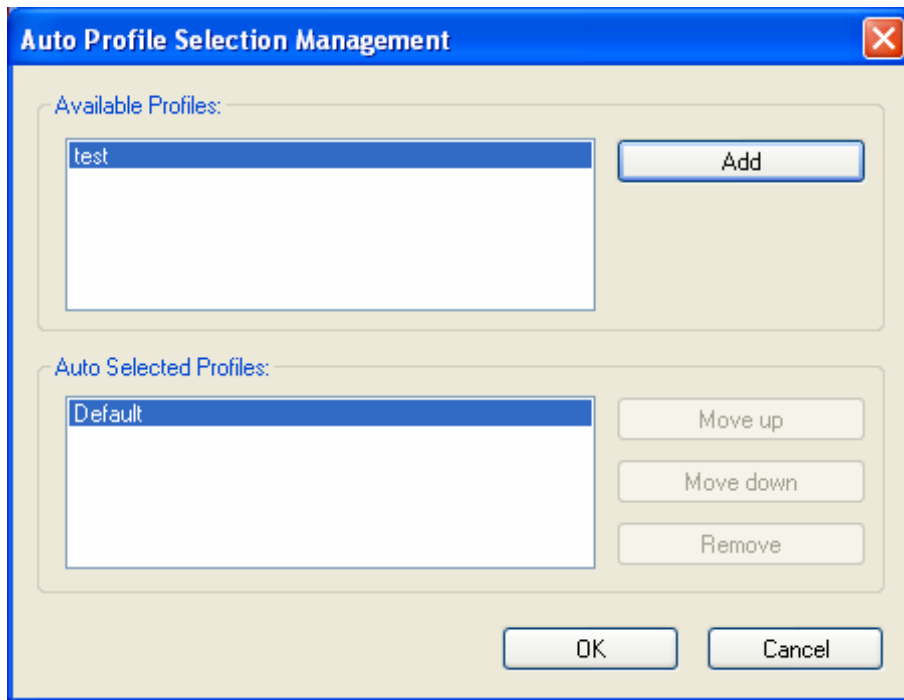 Auto Profile Selection Management
Available Profiles:
test
Add
Auto Selected Profiles:
Default
Move up
Move down
Remove
OK
Cancel